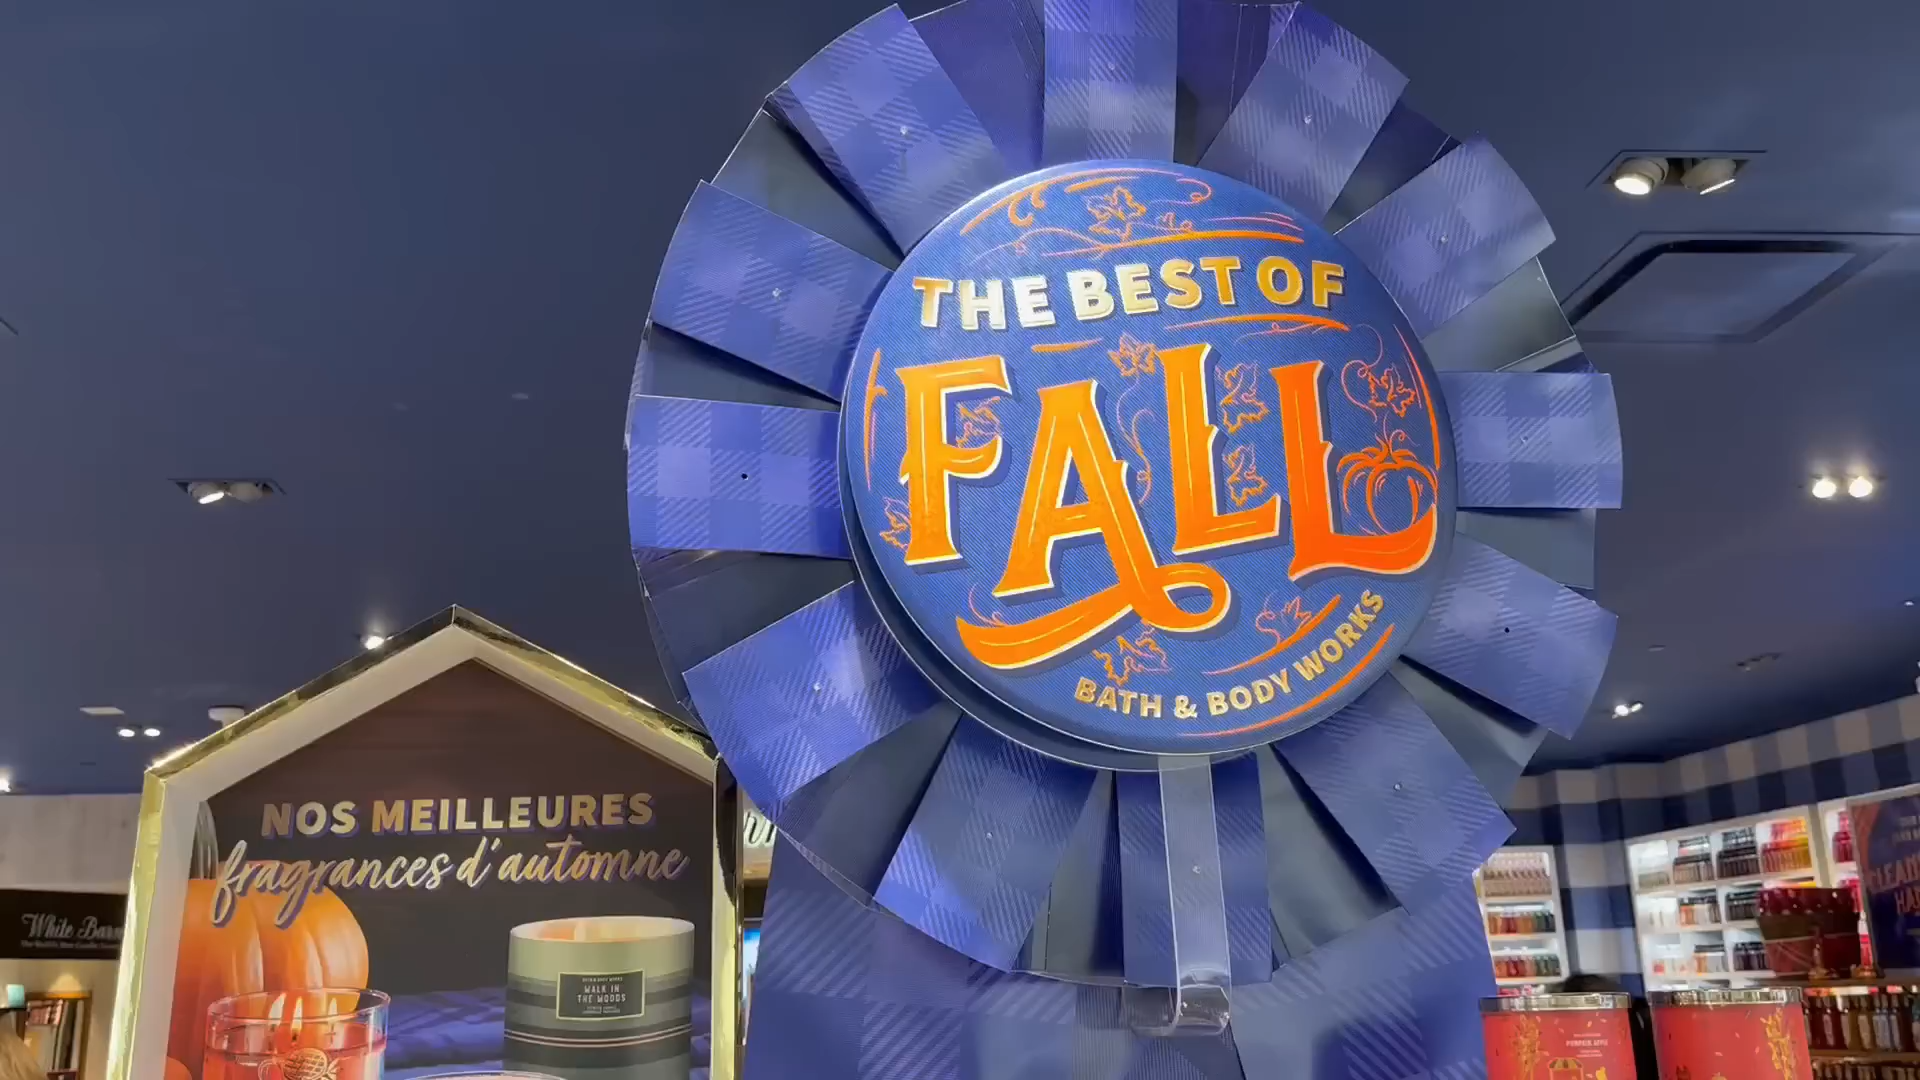 THE BEST OF
FALL
BATH & BODY WORKS
NOS MEILLEURES
fragrances d'automne
White Barn
WALK IN
THE WOODS
PUMPKIN APPLE